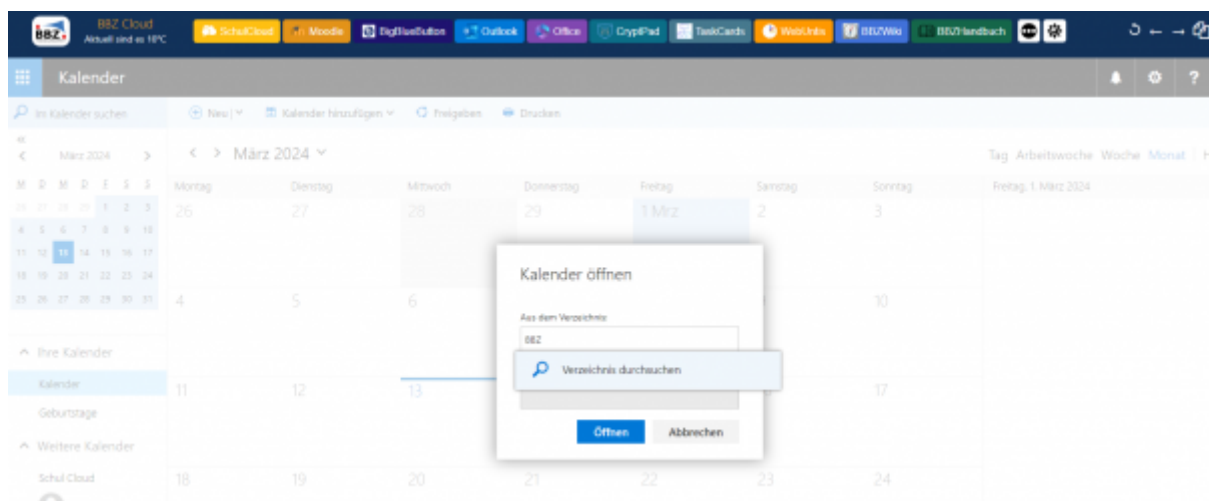 BBZ Cloud
Aktuell sind es 10°C
BBZ
SchulCloud Moodle BigBlueButton Outlook Office CryptPad TaskCards WebUntis BBZWiki BBZHandbuch
Kalender
?
Im Kalender suchen
Neu Kalender hinzufügen Freigeben Drucken
« 
< März 2024 >
< > März 2024
Tag Arbeitswoche Woche Monat H
M D M D F S S
Montag Dienstag Mittwoch Donnerstag Freitag Samstag Sonntag Freitag, 1. März 2024
26 27 28 29 1 2 3
26 27 28 29 1 Mrz 2 3
4 5 6 7 8 9 10
11 12 13 14 15 16 17
18 19 20 21 22 23 24
25 26 27 28 29 30 31
4 5 6 10
Kalender öffnen
Aus dem Verzeichnis:
BBZ
Verzeichnis durchsuchen
Öffnen Abbrechen
Ihre Kalender
Kalender
11 12 13 17
Geburtstage
Weitere Kalender
Schul Cloud
18 19 20 21 22 23 24